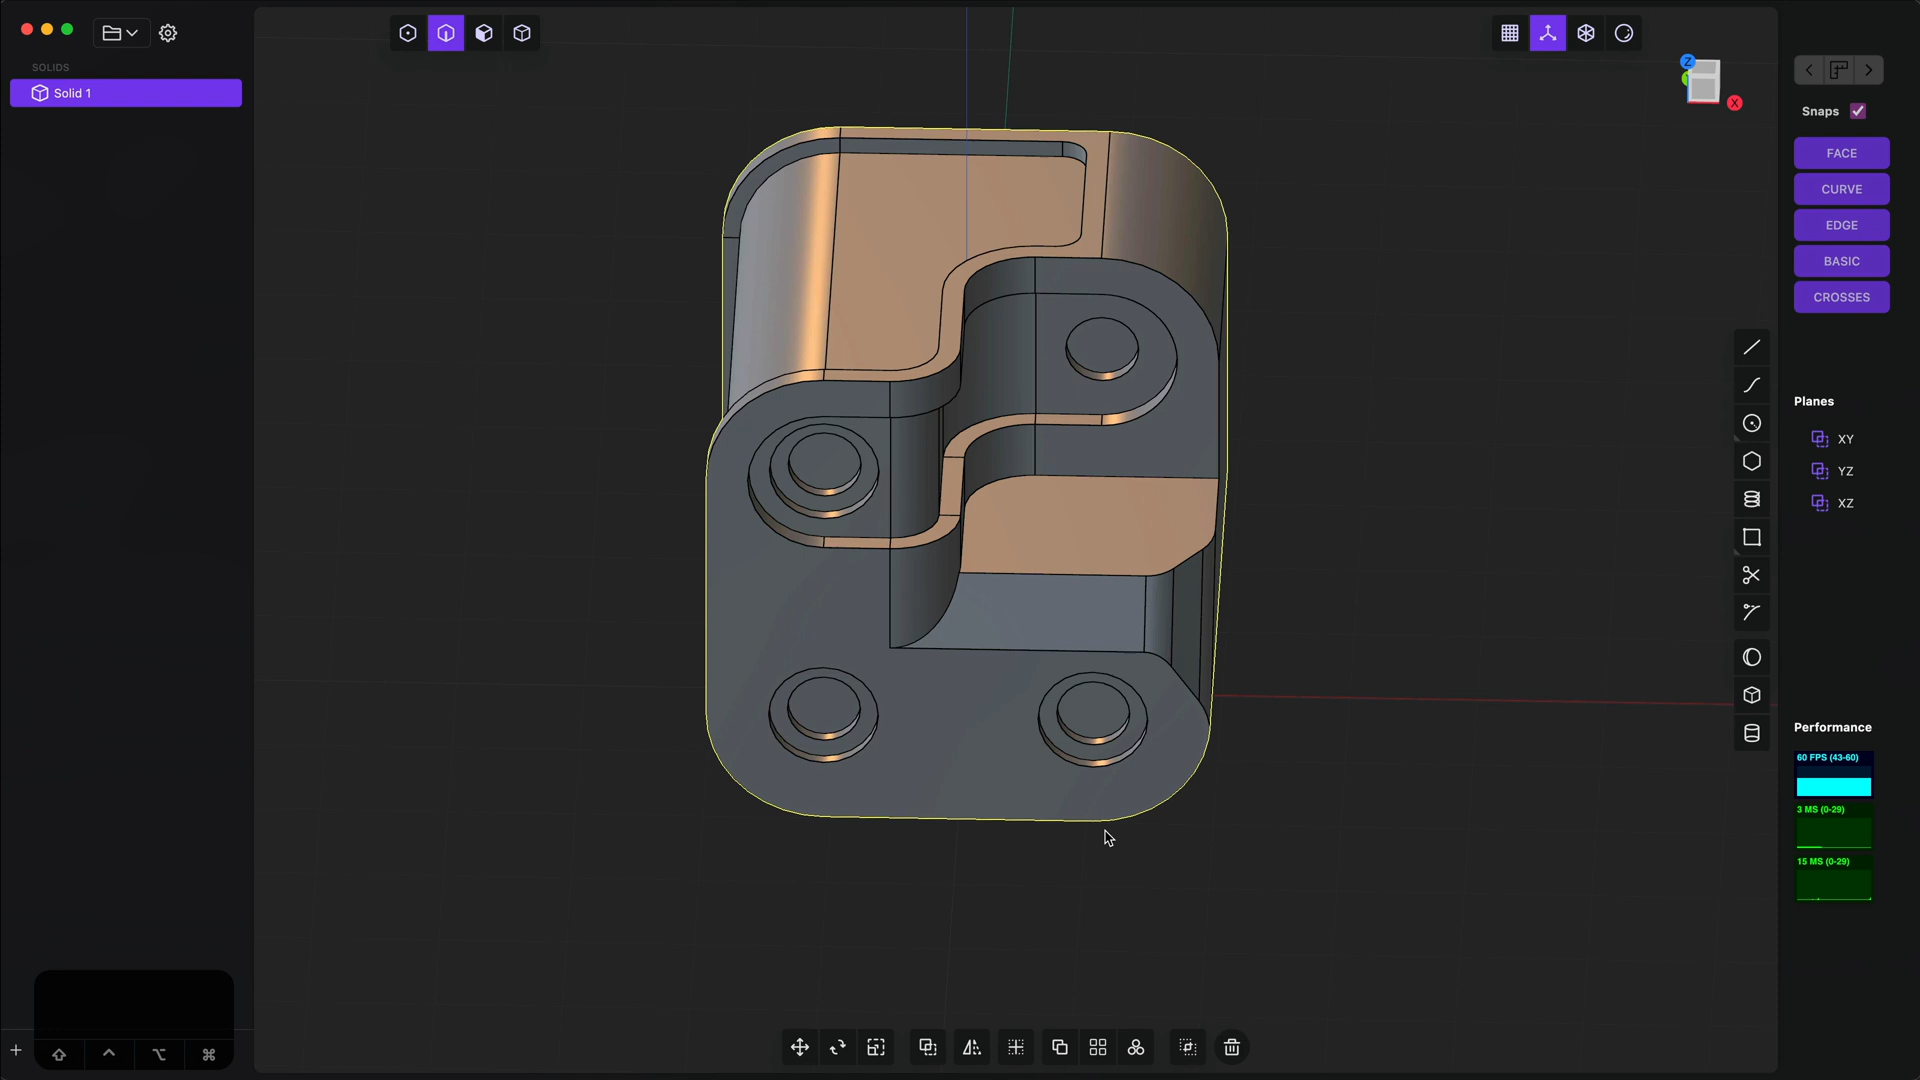 SOLIDS
Solid 1
Z
X
Snaps
FACE
CURVE
EDGE
BASIC
CROSSES
Planes
XY
YZ
XZ
Performance
60 FPS (43-60)
3 MS (0-29)
15 MS (0-29)